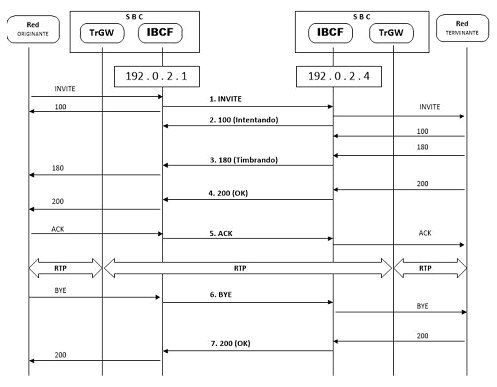 SBC
SBC
Red
ORIGINANTE
TrGW
IBCF
IBCF
TrGW
Red
TERMINANTE
192.0.2.1
192.0.2.4
INVITE
1. INVITE
INVITE
100
2. 100 (Intentando)
100
180
3. 180 (Timbrando)
180
200
4. 200 (OK)
200
ACK
5. ACK
ACK
RTP
RTP
RTP
BYE
6. BYE
BYE
200
7. 200 (OK)
200